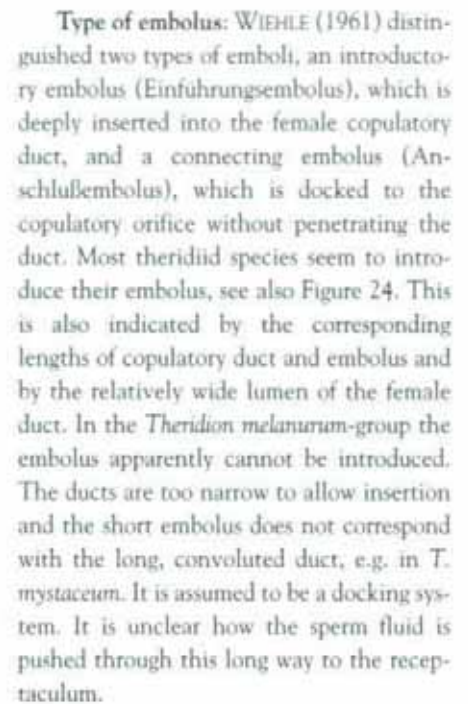 Type of embolus: WIEHLE (1961) distin-
guished two types of emboli, an introducto-
ry embolus (Einführungsembolus), which is
deeply inserted into the female copulatory
duct, and a connecting embolus (An-
schlußembolus), which is docked to the
copulatory orifice without penetrating the
duct. Most theridiid species seem to intro-
duce their embolus, see also Figure 24. This
is also indicated by the corresponding
lengths of copulatory duct and embolus and
by the relatively wide lumen of the female
duct. In the Theridion melanurum-group the
embolus apparently cannot be introduced.
The ducts are too narrow to allow insertion
and the short embolus does not correspond
with the long, convoluted duct, e.g. in T.
mystaceum. It is assumed to be a docking sys-
tem. It is unclear how the sperm fluid is
pushed through this long way to the recep-
taculum.